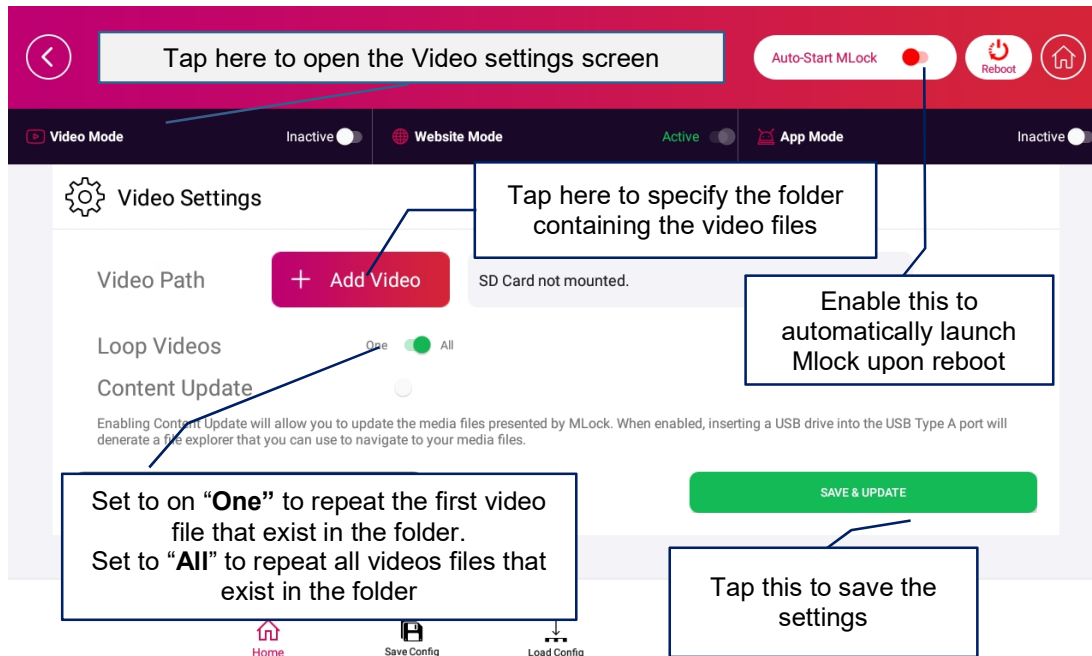 Tap here to open the Video settings screen
Auto-Start MLock
Reboot
Video Mode
Inactive
Website Mode
Active
App Mode
Inactive
Video Settings
Tap here to specify the folder
containing the video files
Video Path
+ Add Video
SD Card not mounted.
Enable this to
automatically launch
Mlock upon reboot
Loop Videos
One
All
Content Update
Enabling Content Update will allow you to update the media files presented by MLock. When enabled, inserting a USB drive into the USB Type A port will
denerate a file explorer that you can use to navigate to your media files.
Set to on “One” to repeat the first video
file that exist in the folder.
Set to “All” to repeat all videos files that
exist in the folder
SAVE & UPDATE
Tap this to save the
settings
Home
Save Config
Load Config